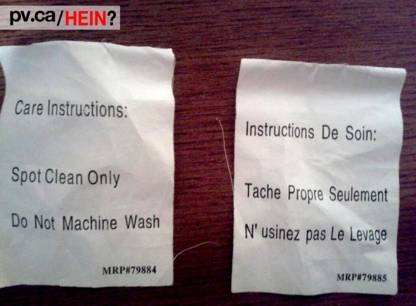 pv.ca/HEIN?
Care Instructions:
Spot Clean Only
Do Not Machine Wash
MRP#79884
Instructions De Soin:
Tache Propre Seulement
N' usinez pas Le Levage
MRP#79885